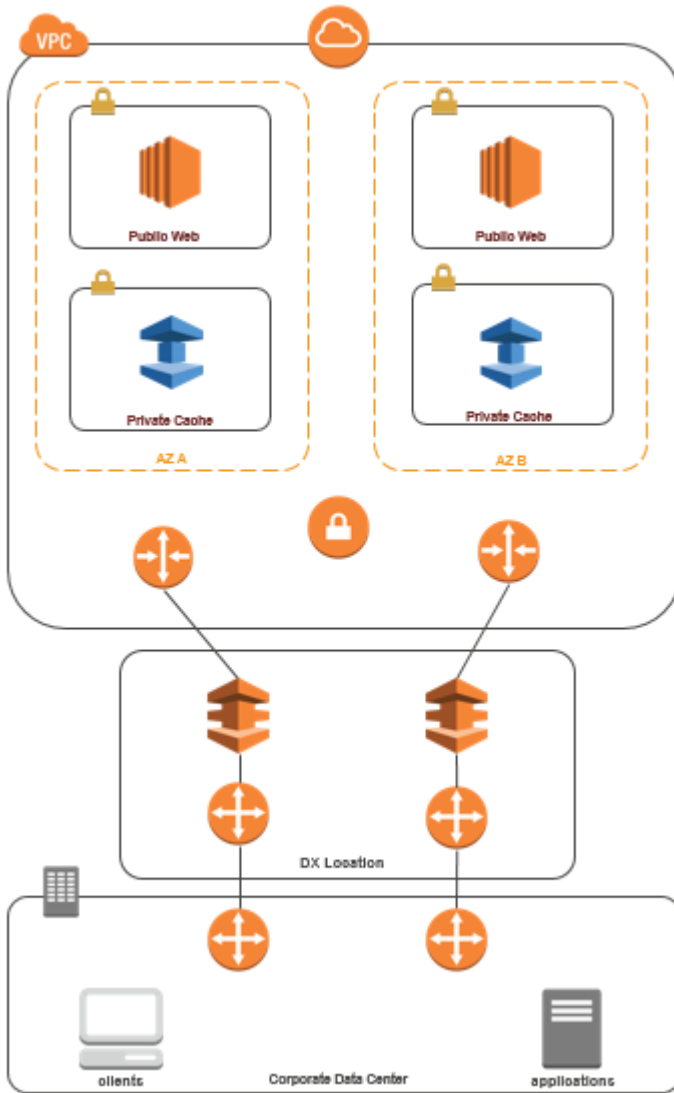 VPC
Public Web
Public Web
Private Cache
Private Cache
AZ A
AZ B
DX Location
clients
Corporate Data Center
applications